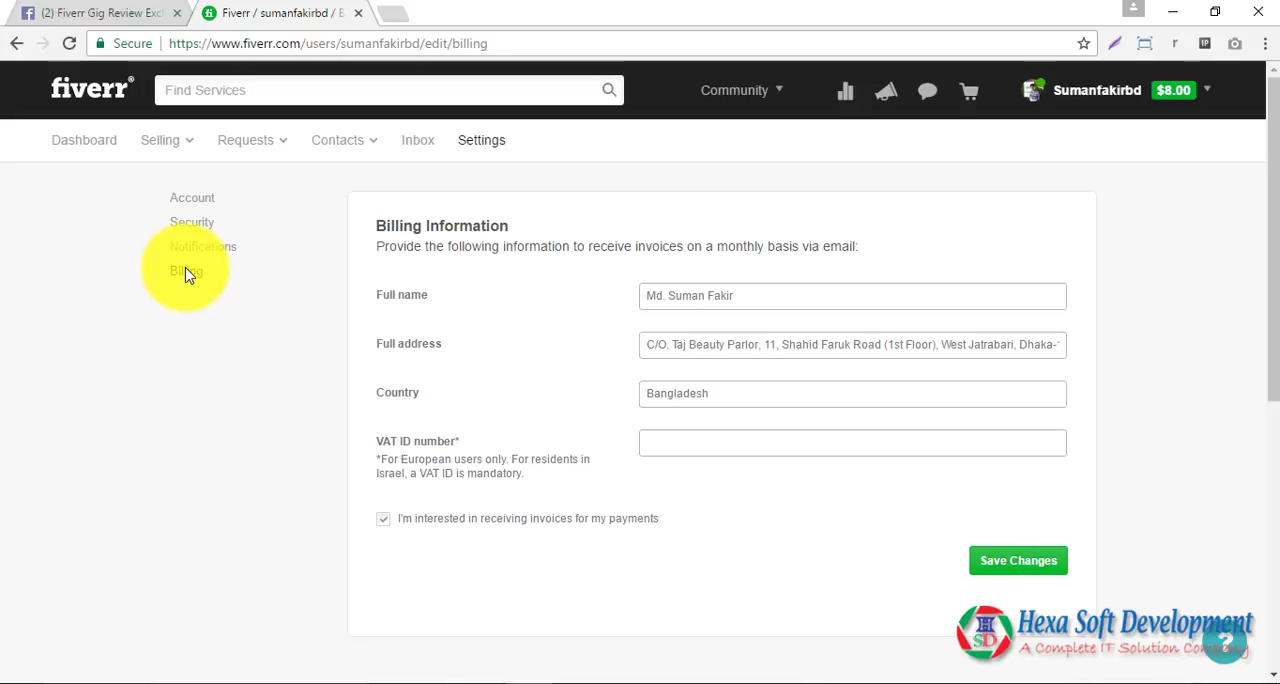 (2) Fiverr Gig Review Exc
Fiverr / sumanfakirbd / B
Secure https://www.fiverr.com/users/sumanfakirbd/edit/billing
fiverr®
Find Services
Community
Sumanfakirbd
$8.00
Dashboard
Selling
Requests
Contacts
Inbox
Settings
Account
Security
Notifications
Billing
Billing Information
Provide the following information to receive invoices on a monthly basis via email:
Full name
Md. Suman Fakir
Full address
C/O. Taj Beauty Parlor, 11, Shahid Faruk Road (1st Floor), West Jatrabari, Dhaka-1
Country
Bangladesh
VAT ID number*
*For European users only. For residents in
Israel, a VAT ID is mandatory.
I'm interested in receiving invoices for my payments
Save Changes
HSD
Hexa Soft Development
A Complete IT Solution Company
?